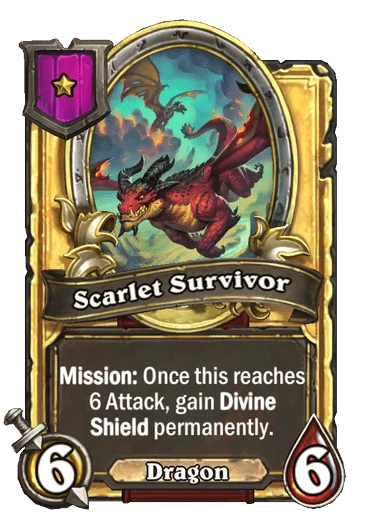 Scarlet Survivor
Mission: Once this reaches
6 Attack, gain Divine
Shield permanently.
6
Dragon
6